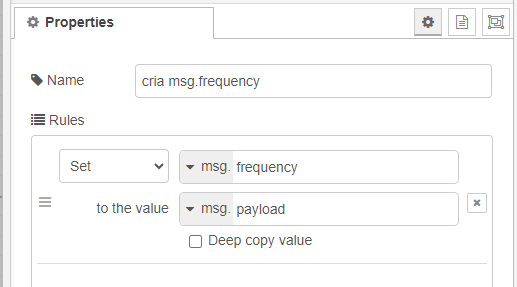 Properties
Name
cria msg.frequency
Rules
Set
msg. frequency
to the value
msg. payload
Deep copy value